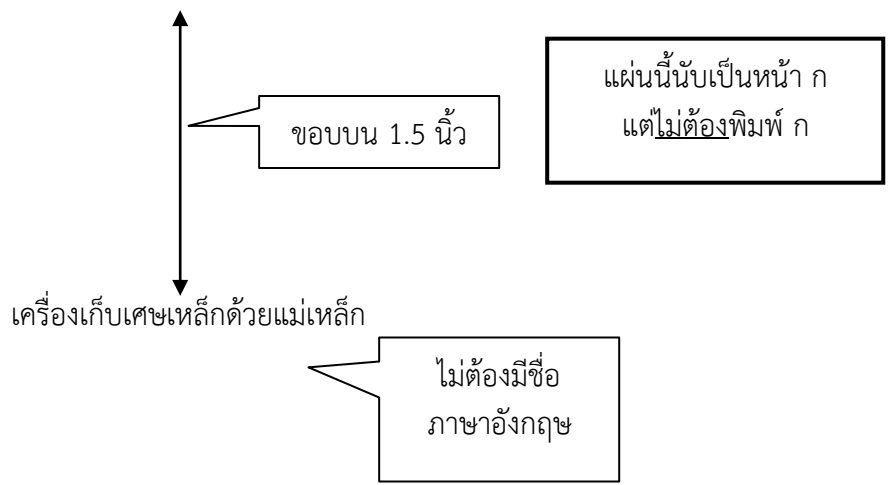 แผ่นนี้นับเป็นหน้า ก
แต่ไม่ต้องพิมพ์ ก
ขอบบน 1.5 นิ้ว
เครื่องเก็บเศษเหล็กด้วยแม่เหล็ก
ไม่ต้องมีชื่อ
ภาษาอังกฤษ